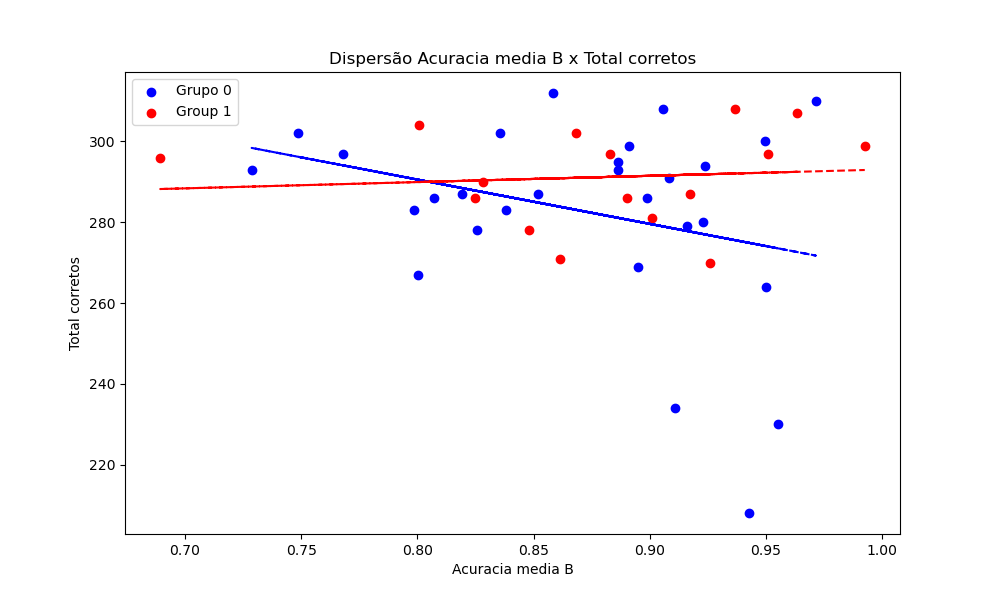 Dispersão Acuracia media B x Total corretos
Grupo 0
Group 1
Total corretos
300
280
260
240
220
0.70
0.75
0.80
0.85
0.90
0.95
1.00
Acuracia media B